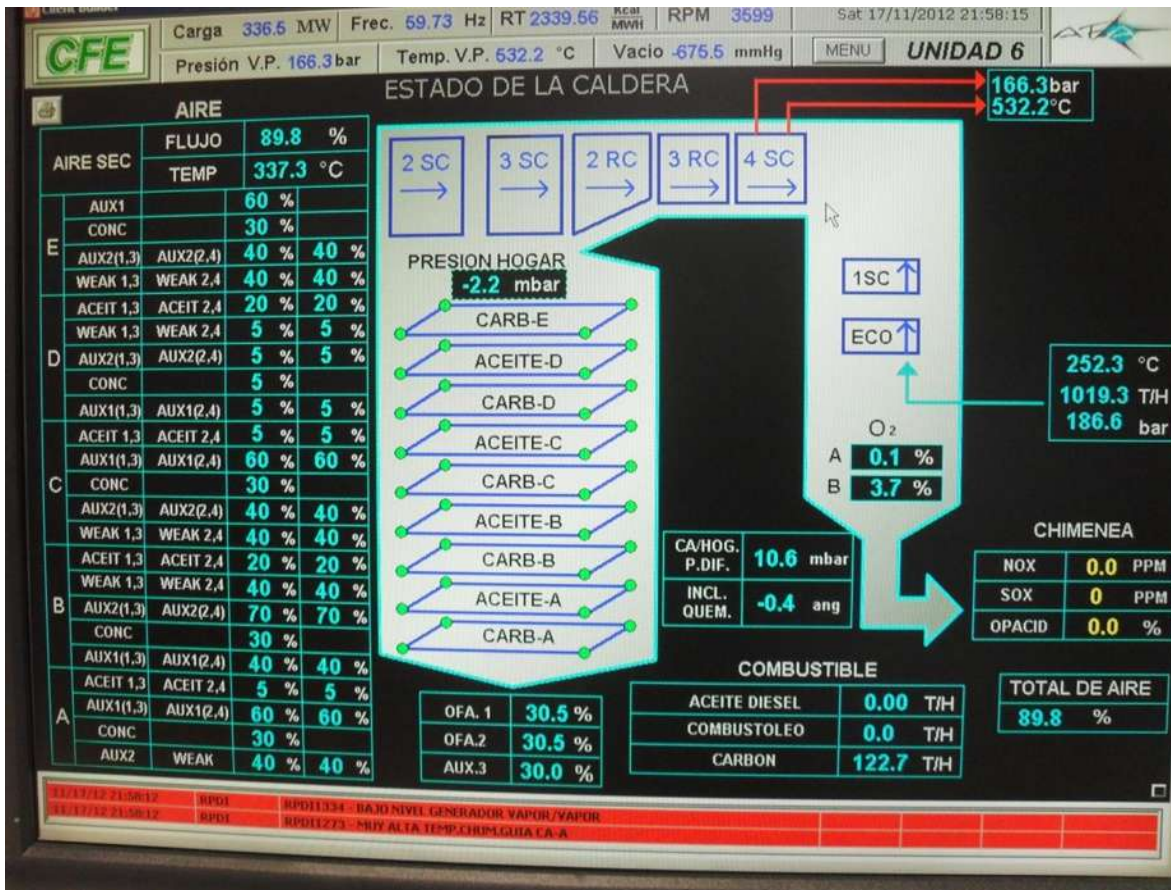 Carga 336.5 MW Frec. 59.73 Hz RT 2339.56 Kcal MWH RPM 3599 Sat 17/11/2012 21:58:15
CFE
Presión V.P. 166.3 bar Temp. V.P. 532.2 °C Vacio -675.5 mmHg MENU UNIDAD 6
ESTADO DE LA CALDERA
166.3 bar
532.2 °C
AIRE
AIRE SEC
FLUJO 89.8 %
TEMP 337.3 °C
E
AUX1 60 %
CONC 30 %
AUX2(1,3) AUX2(2,4) 40 % 40 %
WEAK 1,3 WEAK 2,4 40 % 40 %
D
ACEIT 1,3 ACEIT 2,4 20 % 20 %
WEAK 1,3 WEAK 2,4 5 % 5 %
AUX2(1,3) AUX2(2,4) 5 % 5 %
CONC 5 %
AUX1(1,3) AUX1(2,4) 5 % 5 %
C
ACEIT 1,3 ACEIT 2,4 5 % 5 %
AUX1(1,3) AUX1(2,4) 60 % 60 %
CONC 30 %
AUX2(1,3) AUX2(2,4) 40 % 40 %
WEAK 1,3 WEAK 2,4 40 % 40 %
B
ACEIT 1,3 ACEIT 2,4 20 % 20 %
WEAK 1,3 WEAK 2,4 40 % 40 %
AUX2(1,3) AUX2(2,4) 70 % 70 %
CONC 30 %
AUX1(1,3) AUX1(2,4) 40 % 40 %
A
ACEIT 1,3 ACEIT 2,4 5 % 5 %
AUX1(1,3) AUX1(2,4) 60 % 60 %
CONC 30 %
AUX2 WEAK 40 % 40 %
2 SC
3 SC
2 RC
3 RC
4 SC
PRESION HOGAR
-2.2 mbar
CARB-E
ACEITE-D
CARB-D
ACEITE-C
CARB-C
ACEITE-B
CARB-B
ACEITE-A
CARB-A
1SC
ECO
252.3 °C
1019.3 T/H
186.6 bar
O2
A 0.1 %
B 3.7 %
CA/HOG. P.DIF. 10.6 mbar
INCL. QUEM. -0.4 ang
CHIMENEA
NOX 0.0 PPM
SOX 0 PPM
OPACID 0.0 %
OFA. 1 30.5 %
OFA.2 30.5 %
AUX.3 30.0 %
COMBUSTIBLE
ACEITE DIESEL 0.00 T/H
COMBUSTOLEO 0.0 T/H
CARBON 122.7 T/H
TOTAL DE AIRE
89.8 %
11/17/12 21:58:12 RPDI RPDI1334 - BAJO NIVEL GENERADOR VAPOR/VAPOR
11/17/12 21:58:12 RPDI RPDI1273 - MUY ALTA TEMP.CHUM.GUIA CA-A